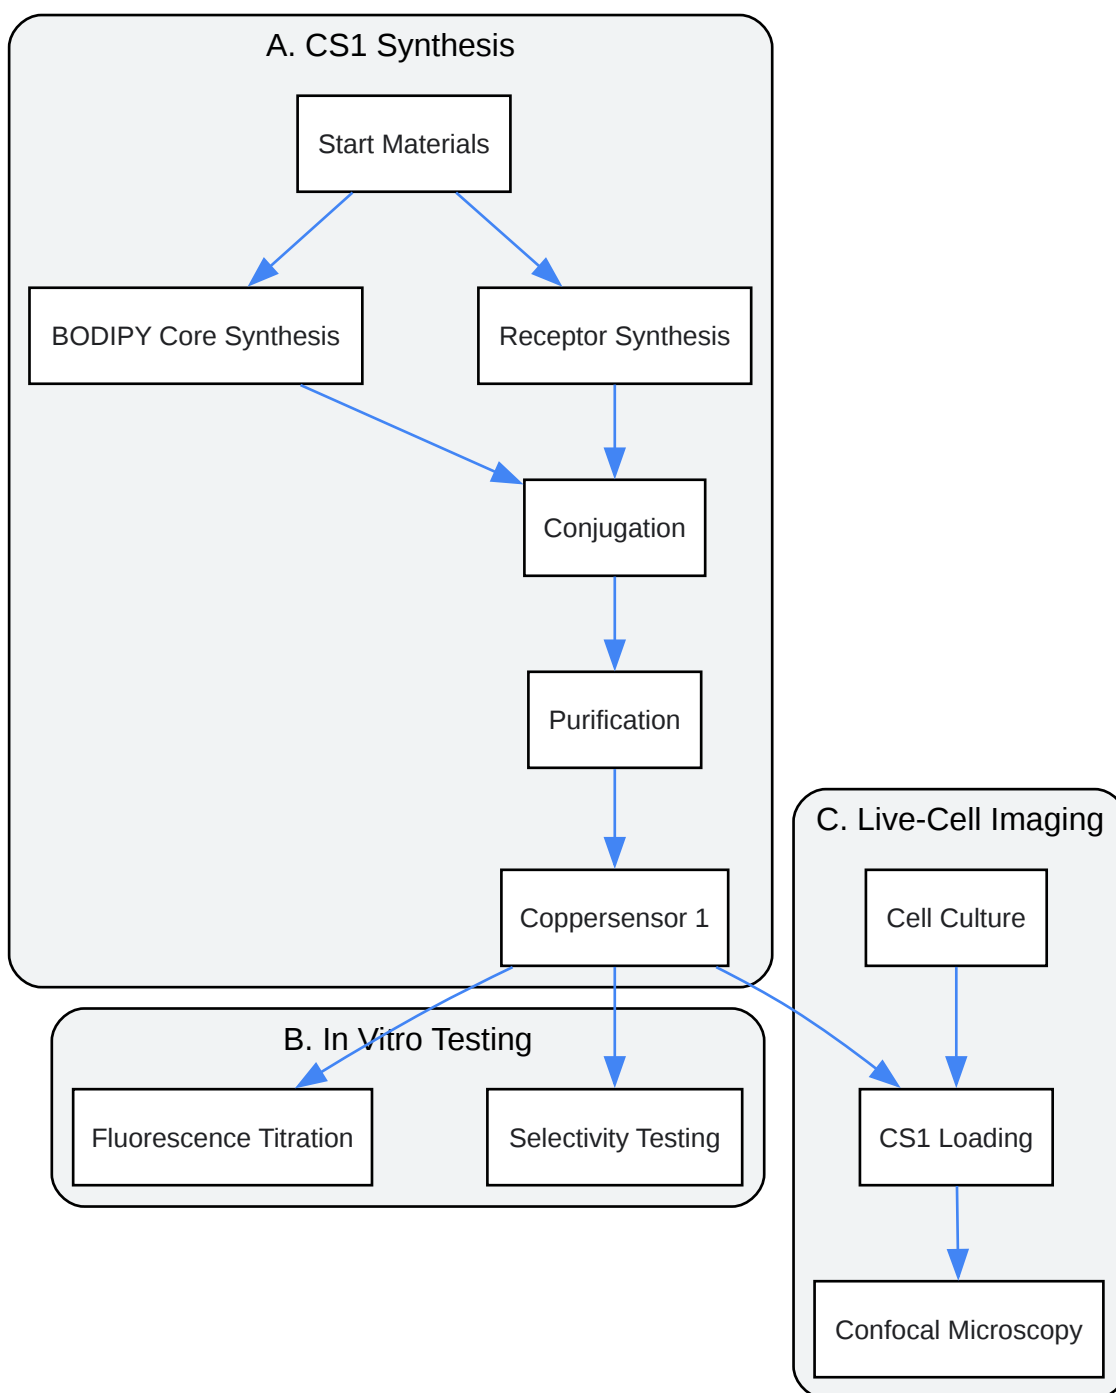 A. CS1 Synthesis
Start Materials
BODIPY Core Synthesis
Receptor Synthesis
Conjugation
Purification
Coppersensor 1
B. In Vitro Testing
Fluorescence Titration
Selectivity Testing
C. Live-Cell Imaging
Cell Culture
CS1 Loading
Confocal Microscopy